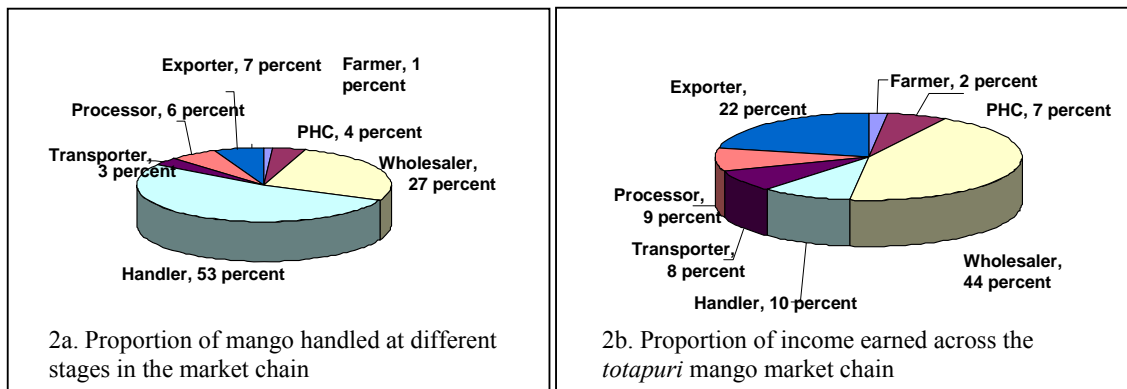 Exporter, 7 percent
Farmer, 1
percent
Processor, 6 percent
PHC, 4 percent
Transporter,
3 percent
Wholesaler,
27 percent
Handler, 53 percent
2a. Proportion of mango handled at different
stages in the market chain
Exporter,
22 percent
Farmer, 2 percent
PHC, 7 percent
Processor,
9 percent
Transporter,
8 percent
Handler, 10 percent
Wholesaler,
44 percent
2b. Proportion of income earned across the
totapuri mango market chain